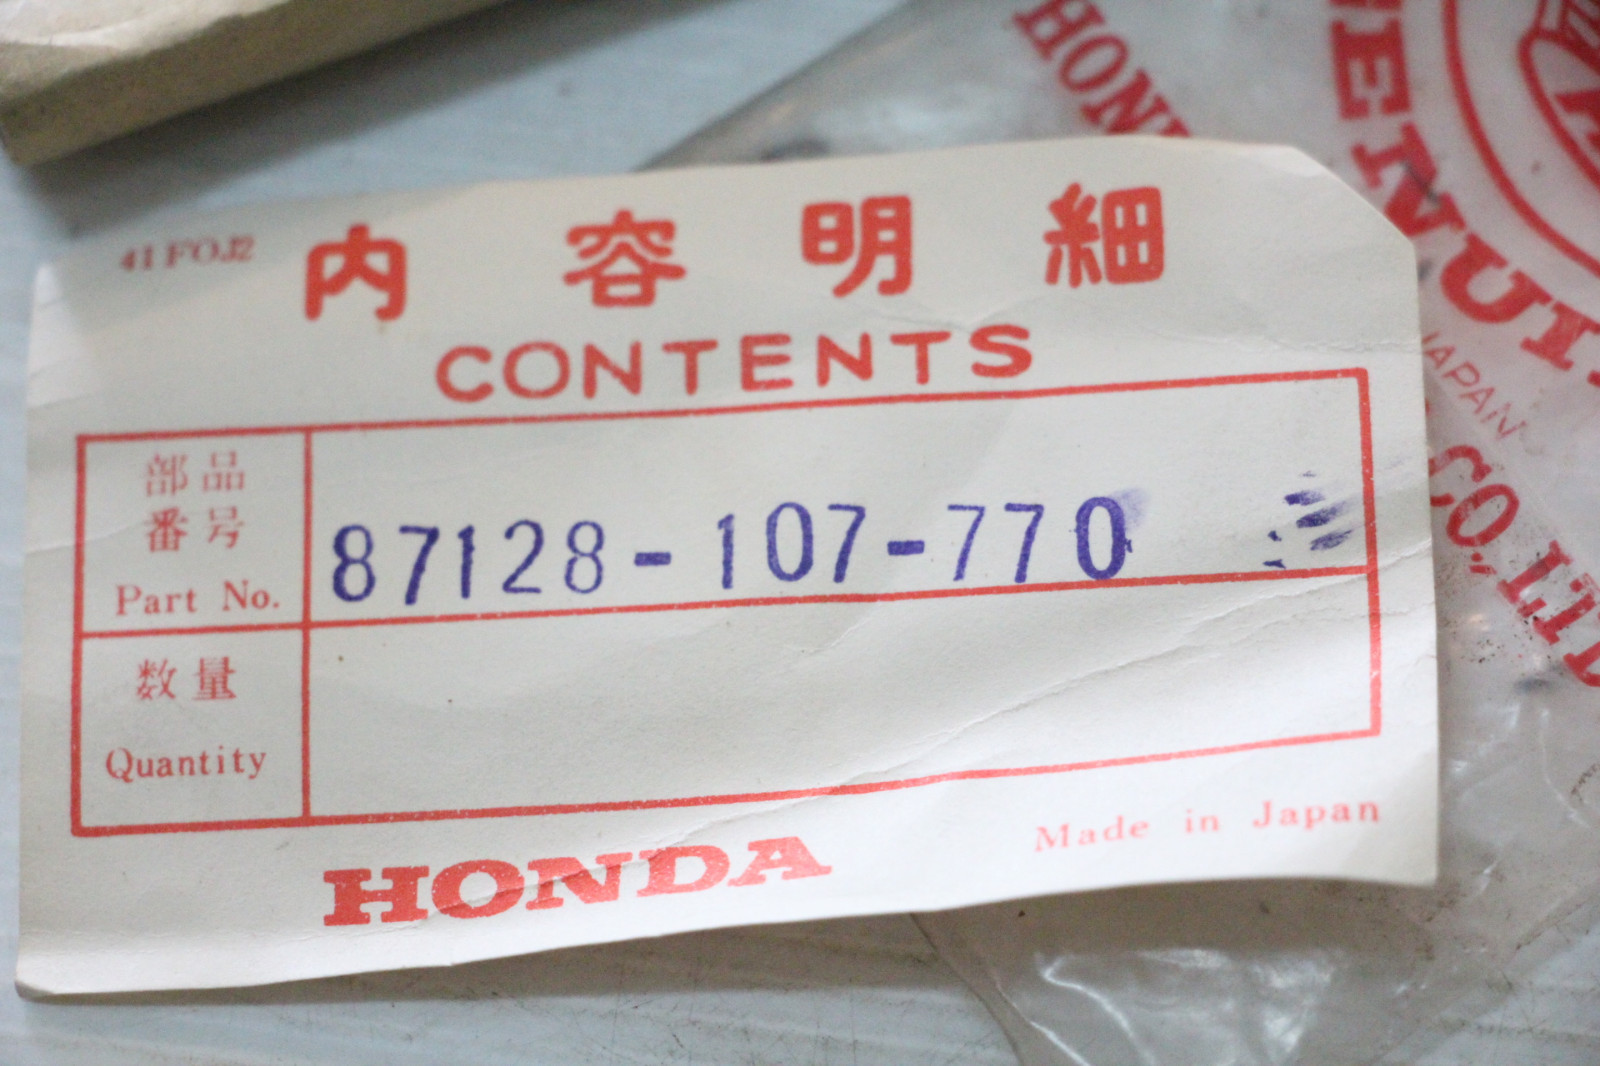 41FOJ2
内容明細
CONTENTS
部品
番号
Part No.
87128-107-770
数量
Quantity
HONDA
Made in Japan
JAPAN
CO., LTD